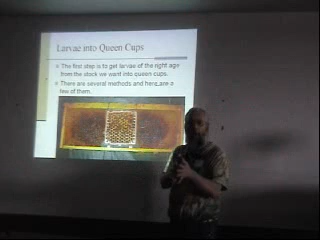 Larvae into Queen Cups
The first step is to get larvae of the right age
from the stock we want into queen cups.
There are several methods and here are a
few of them.